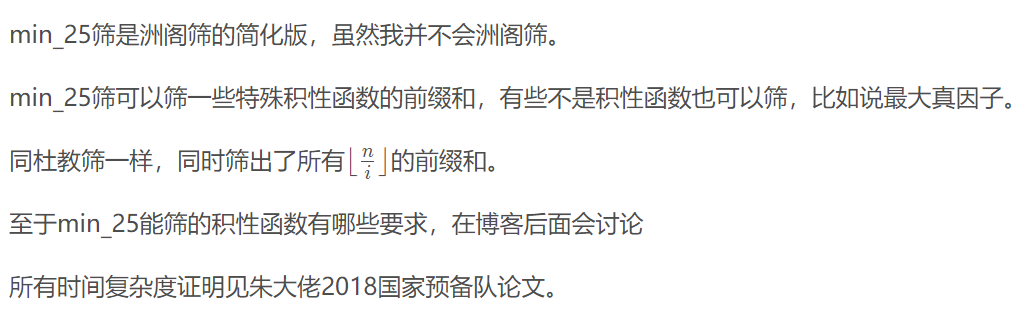 min_25筛是洲阁筛的简化版，虽然我并不会洲阁筛。
min_25筛可以筛一些特殊积性函数的前缀和，有些不是积性函数也可以筛，比如说最大真因子。
同杜教筛一样，同时筛出了所有⌊n/i⌋的前缀和。
至于min_25能筛的积性函数有哪些要求，在博客后面会讨论
所有时间复杂度证明见朱大佬2018国家预备队论文。